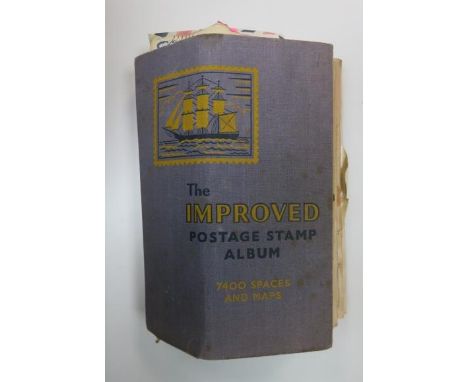 The
IMPROVED
POSTAGE STAMP
ALBUM
7400 SPACES
AND MAPS